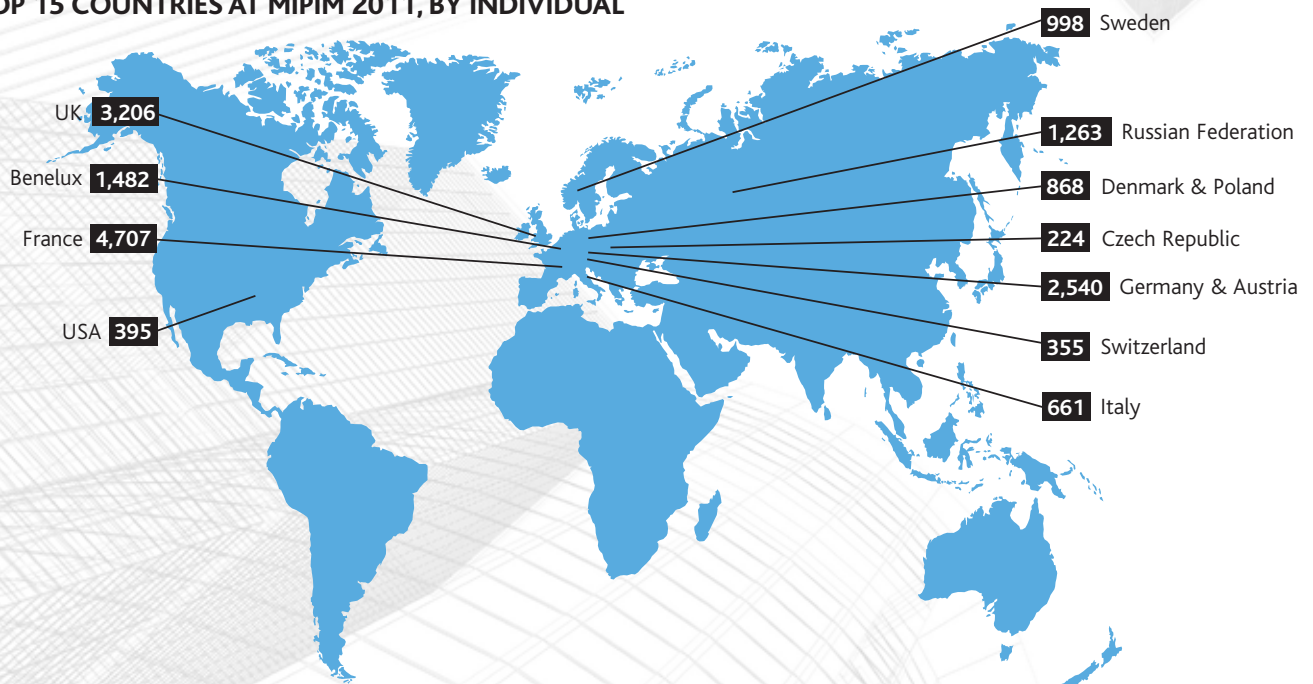 OP 15 COUNTRIES AT MIPIM 2011, BY INDIVIDUAL
998 Sweden
UK 3,206
1,263 Russian Federation
Benelux 1,482
868 Denmark & Poland
France 4,707
224 Czech Republic
2,540 Germany & Austria
USA 395
355 Switzerland
661 Italy